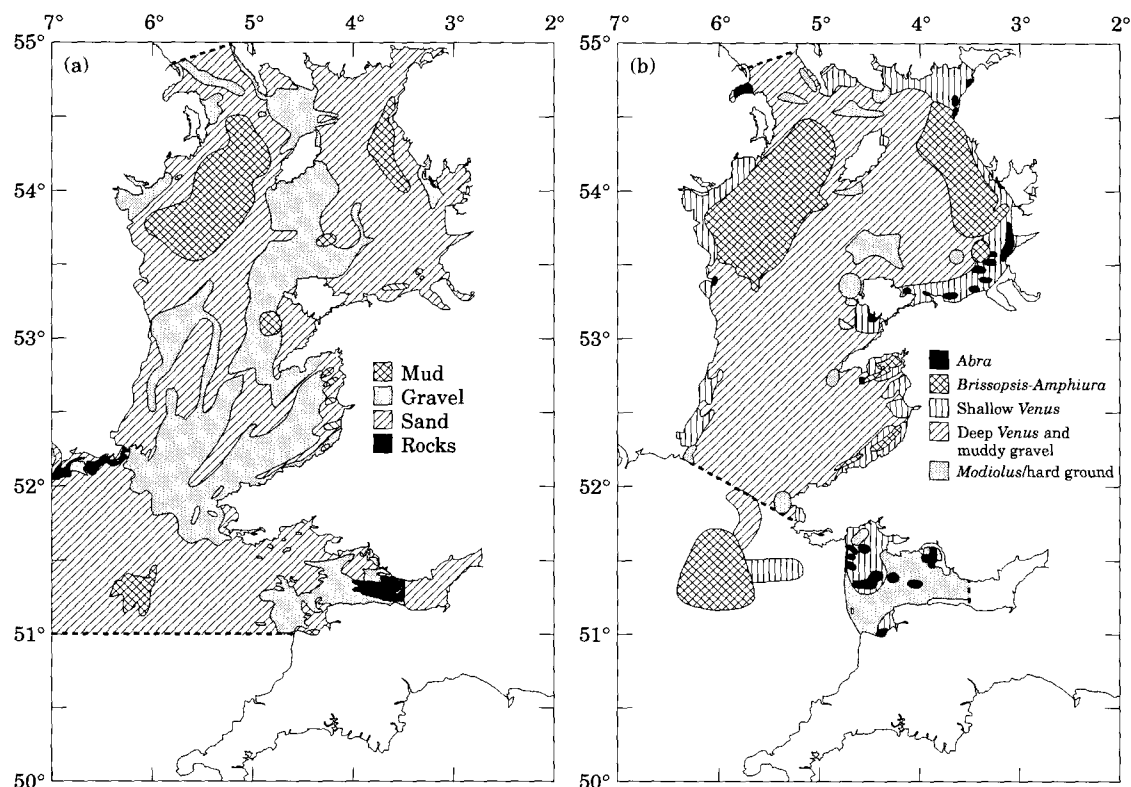 7° 6° 5° 4° 3° 2° 7° 6° 5° 4° 3° 2°
55°
(a)
54°
53°
52°
51°
50°
Mud
Gravel
Sand
Rocks
55°
(b)
54°
53°
52°
51°
50°
Abra
Brissopsis-Amphiura
Shallow Venus
Deep Venus and
muddy gravel
Modiolus/hard ground